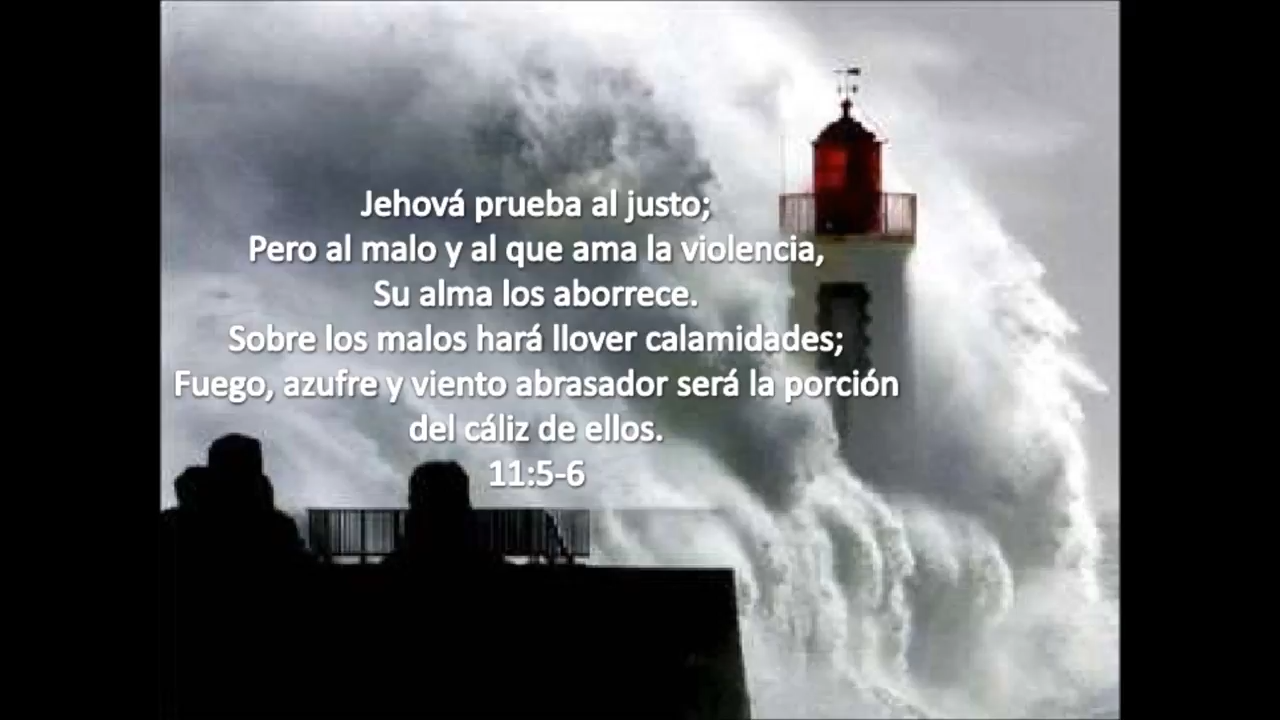 Jehová prueba al justo;
Pero al malo y al que ama la violencia,
Su alma los aborrece.
Sobre los malos hará llover calamidades;
Fuego, azufre y viento abrasador será la porción
del cáliz de ellos.
11:5-6